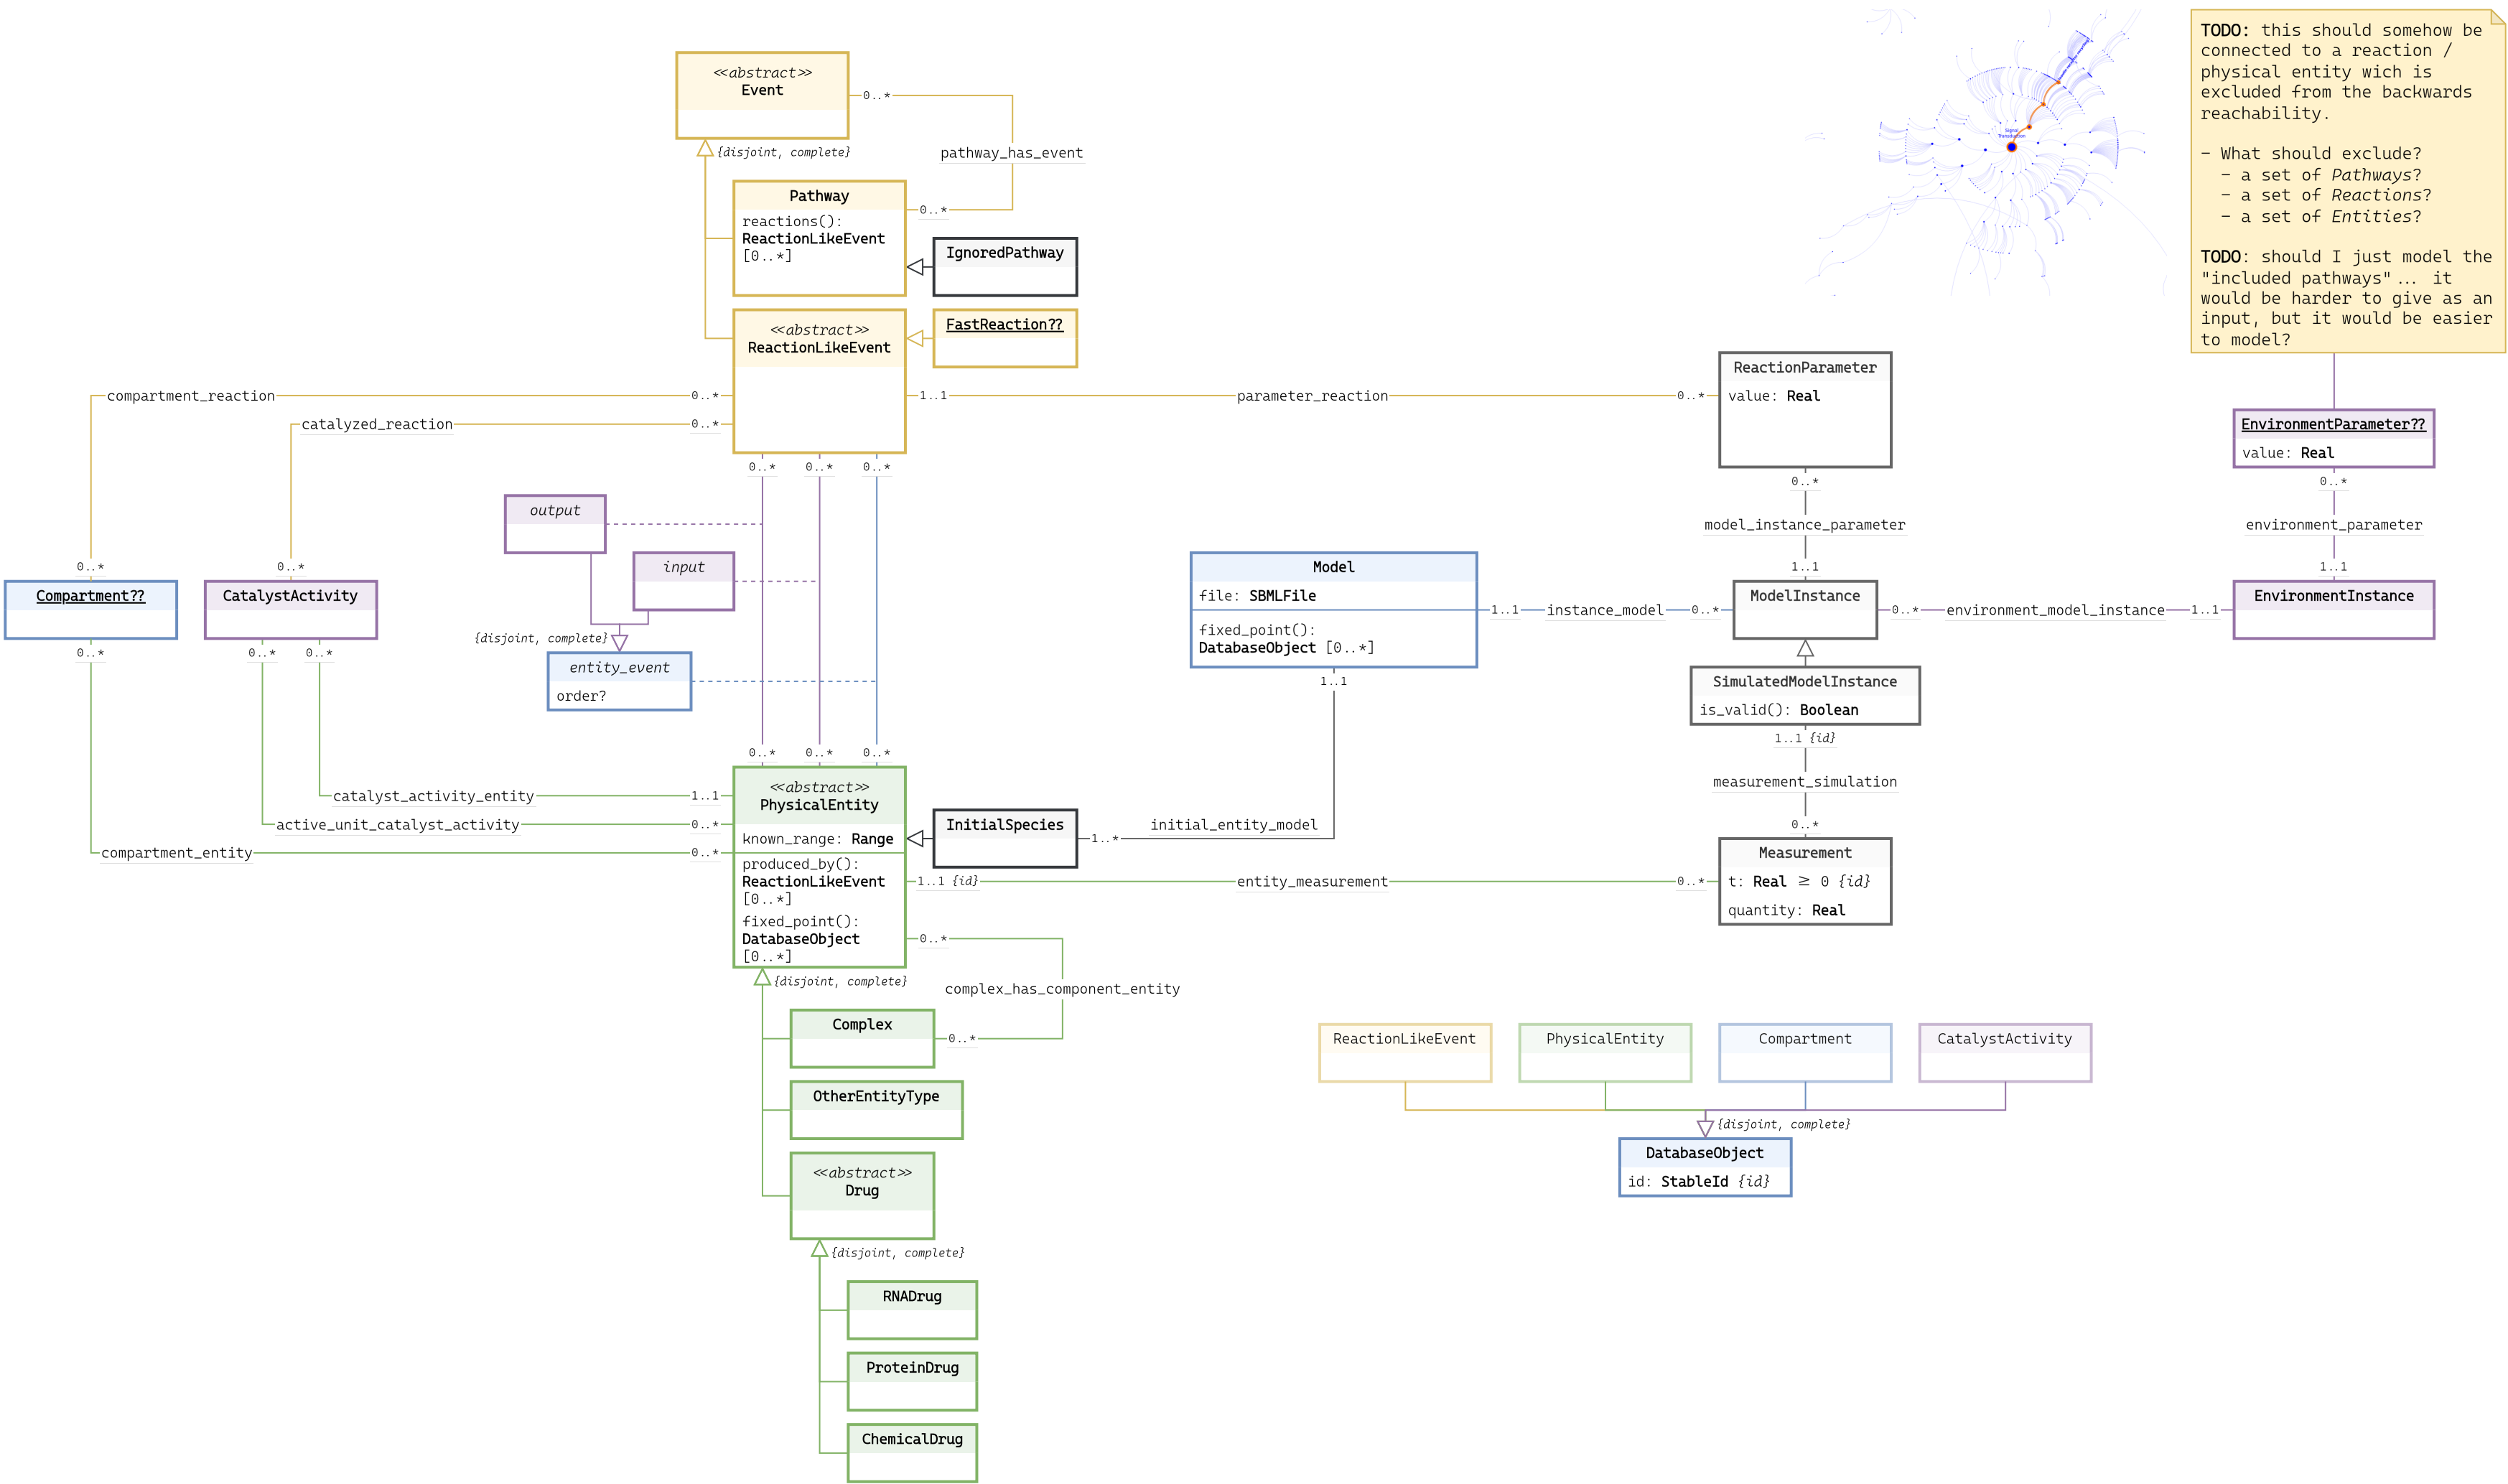 <<abstract>>
Event
0..*
{disjoint, complete}
pathway_has_event
Pathway
reactions():
ReactionLikeEvent
[0..*]
0..*
IgnoredPathway
<<abstract>>
ReactionLikeEvent
FastReaction??
Signal
Transduction
TODO: this should somehow be
connected to a reaction /
physical entity wich is
excluded from the backwards
reachability.
- What should exclude?
- a set of Pathways?
- a set of Reactions?
- a set of Entities?
TODO: should I just model the
"included pathways"... it
would be harder to give as an
input, but it would be easier
to model?
compartment_reaction
0..*
catalyzed_reaction
0..*
1..1
parameter_reaction
0..*
ReactionParameter
value: Real
EnvironmentParameter??
value: Real
0..*
0..*
0..*
0..*
0..*
output
input
model_instance_parameter
environment_parameter
0..*
0..*
1..1
1..1
Compartment??
CatalystActivity
Model
file: SBMLFile
fixed_point():
DatabaseObject [0..*]
1..1
instance_model
0..*
ModelInstance
0..*
environment_model_instance
1..1
EnvironmentInstance
{disjoint, complete}
entity_event
order?
0..*
0..*
0..*
1..1
SimulatedModelInstance
is_valid(): Boolean
1..1 {id}
0..*
0..*
0..*
measurement_simulation
0..*
catalyst_activity_entity
1..1
active_unit_catalyst_activity
0..*
compartment_entity
0..*
<<abstract>>
PhysicalEntity
known_range: Range
produced_by():
ReactionLikeEvent
[0..*]
fixed_point():
DatabaseObject
[0..*]
InitialSpecies
1..*
initial_entity_model
1..1 {id}
entity_measurement
0..*
Measurement
t: Real ≥ 0 {id}
quantity: Real
0..*
{disjoint, complete}
complex_has_component_entity
Complex
0..*
OtherEntityType
<<abstract>>
Drug
{disjoint, complete}
RNADrug
ProteinDrug
ChemicalDrug
ReactionLikeEvent
PhysicalEntity
Compartment
CatalystActivity
{disjoint, complete}
DatabaseObject
id: StableId {id}